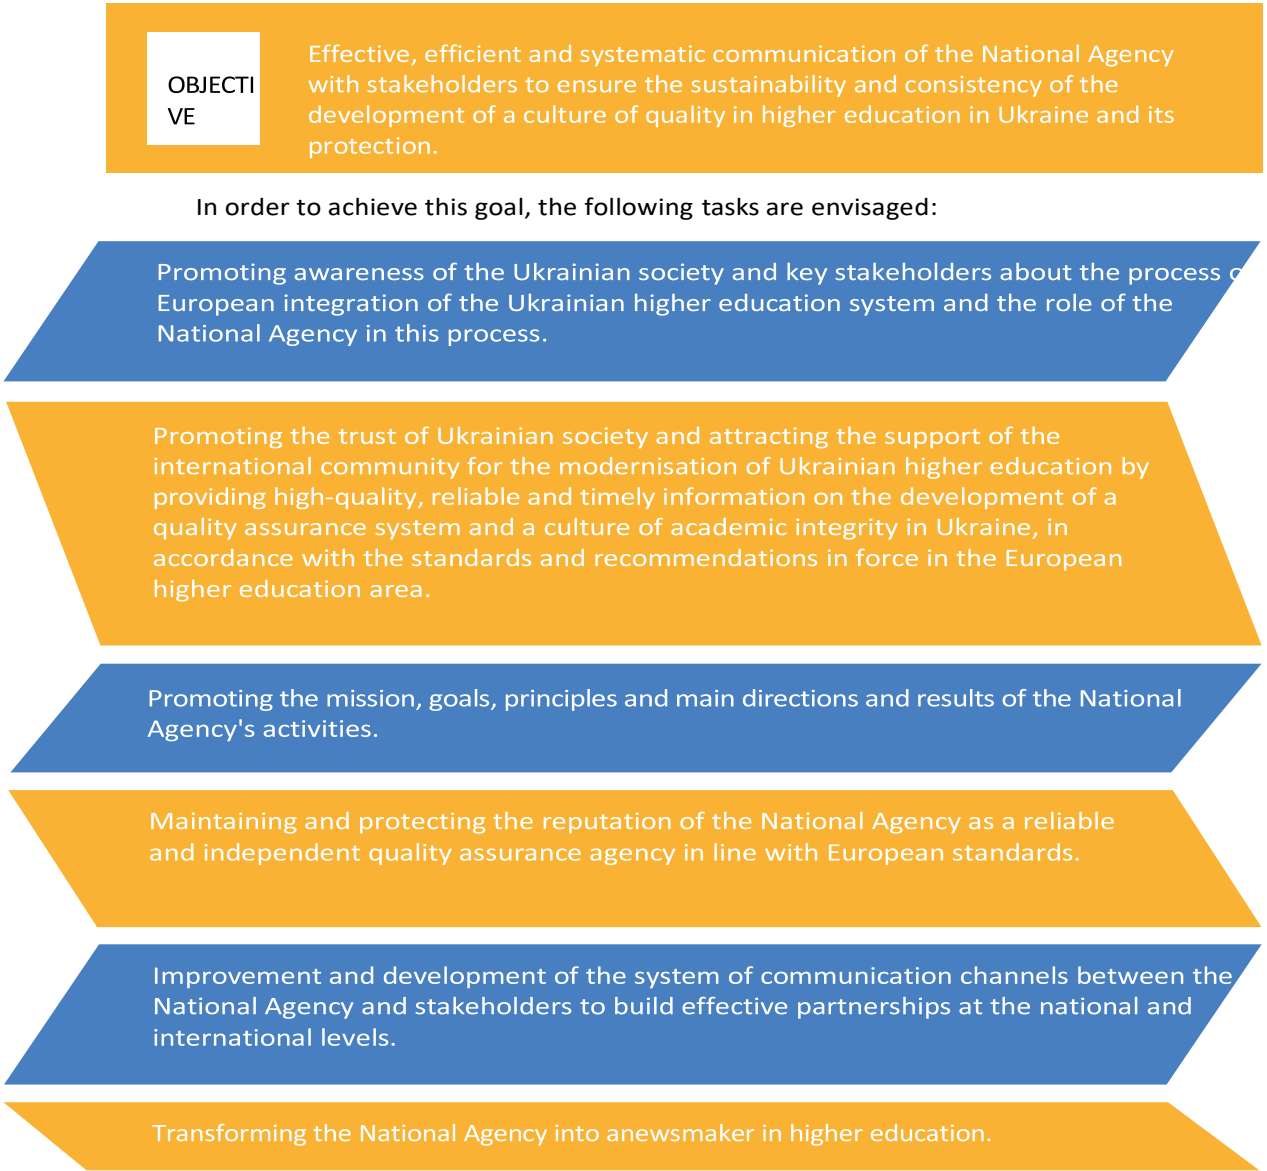 OBJECTI
VE
Effective, efficient and systematic communication of the National Agency
with stakeholders to ensure the sustainability and consistency of the
development of a culture of quality in higher education in Ukraine and its
protection.
In order to achieve this goal, the following tasks are envisaged:
Promoting awareness of the Ukrainian society and key stakeholders about the process
European integration of the Ukrainian higher education system and the role of the
National Agency in this process.
Promoting the trust of Ukrainian society and attracting the support of the
international community for the modernisation of Ukrainian higher education by
providing high-quality, reliable and timely information on the development of a
quality assurance system and a culture of academic integrity in Ukraine, in
accordance with the standards and recommendations in force in the European
higher education area.
Promoting the mission, goals, principles and main directions and results of the National
Agency's activities.
Maintaining and protecting the reputation of the National Agency as a reliable
and independent quality assurance agency in line with European standards.
Improvement and development of the system of communication channels between the
National Agency and stakeholders to build effective partnerships at the national and
international levels.
Transforming the National Agency into anewsmaker in higher education.